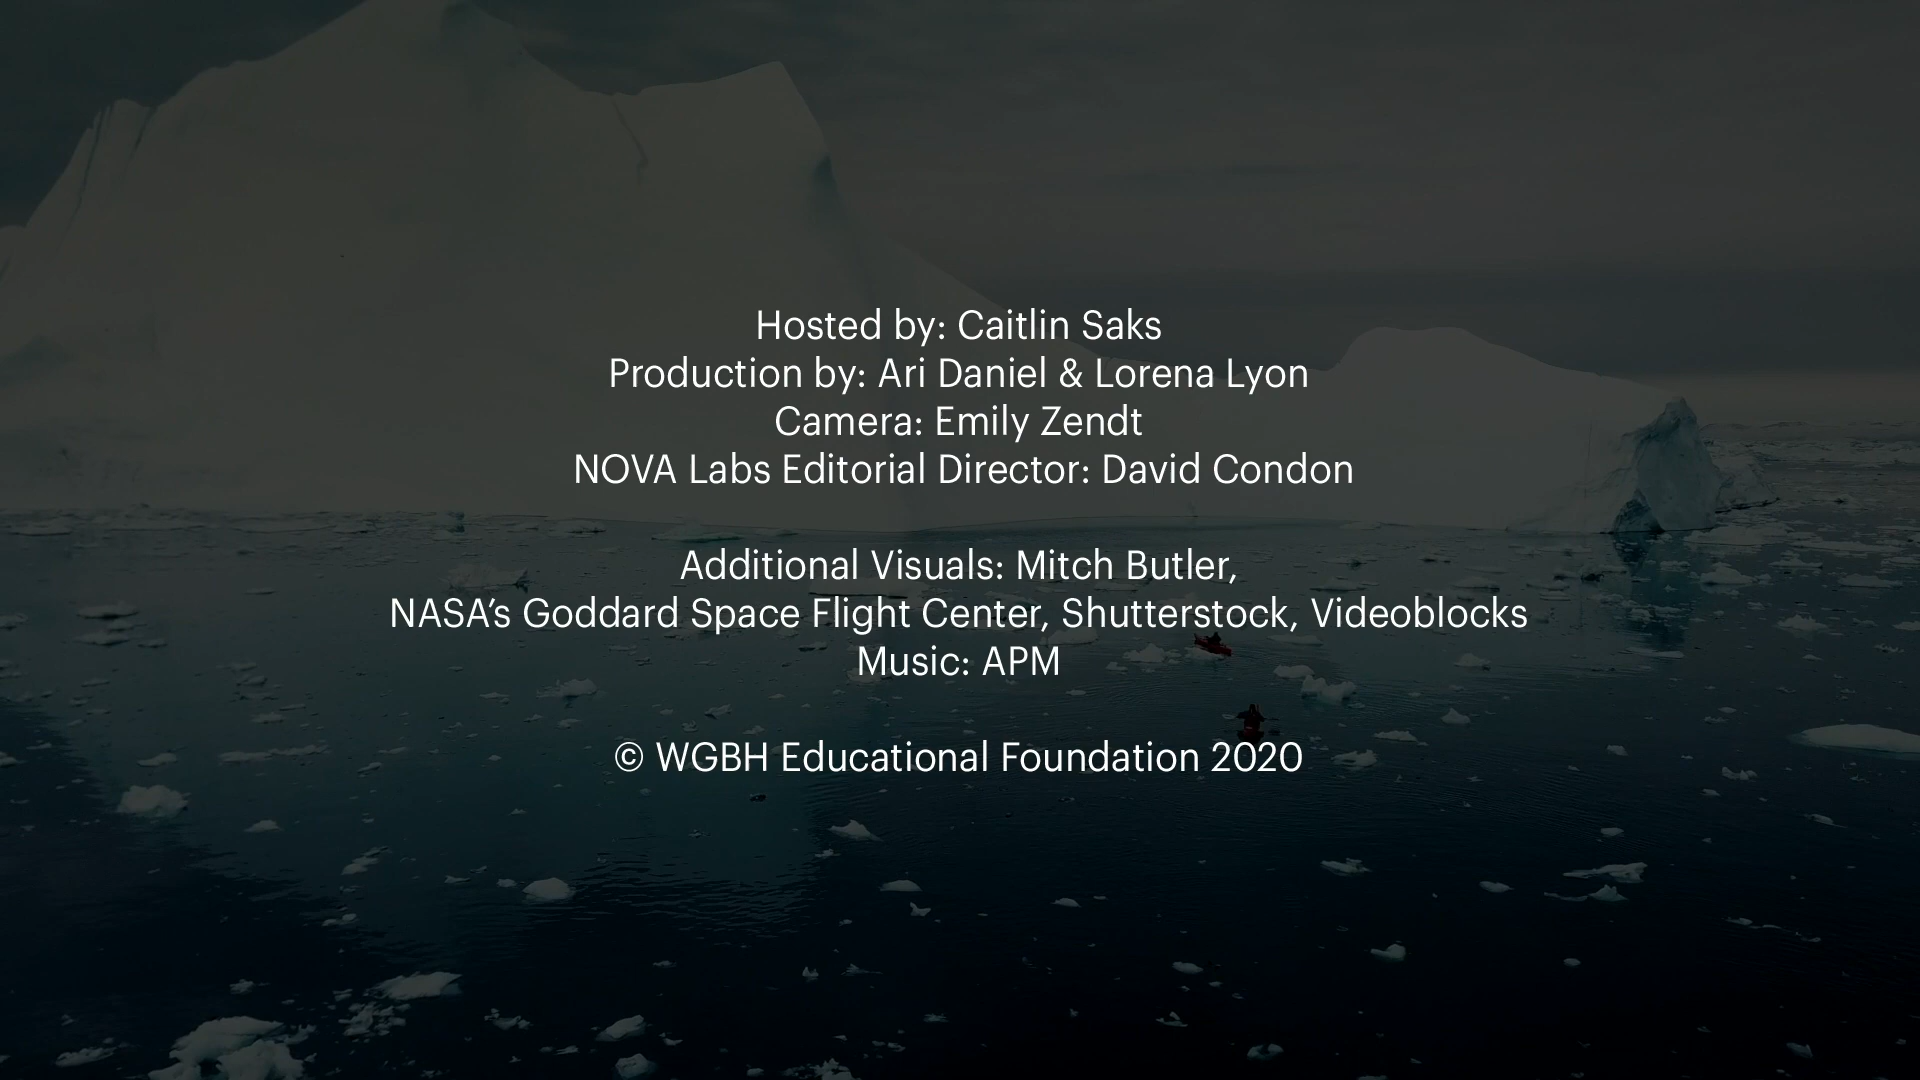 Hosted by: Caitlin Saks
Production by: Ari Daniel & Lorena Lyon
Camera: Emily Zendt
NOVA Labs Editorial Director: David Condon
Additional Visuals: Mitch Butler,
NASA’s Goddard Space Flight Center, Shutterstock, Videoblocks
Music: APM
© WGBH Educational Foundation 2020